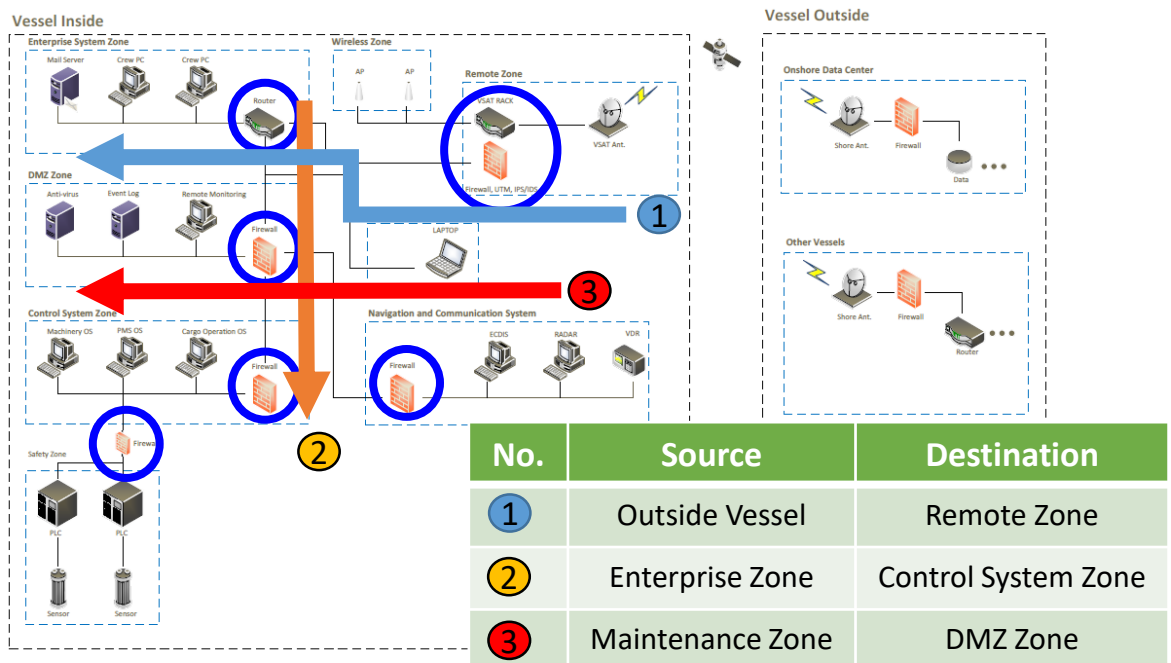 Vessel Inside
Vessel Outside
Enterprise System Zone
Mail Server
Crew PC
Crew PC
Router
Wireless Zone
AP
AP
Remote Zone
VSAT RACK
VSAT Ant.
Firewall, UTM, IPS/IDS
Onshore Data Center
Shore Ant.
Firewall
Data
DMZ Zone
Anti-virus
Event Log
Remote Monitoring
Firewall
1
LAPTOP
3
Other Vessels
Shore Ant.
Firewall
Router
Control System Zone
Machinery OS
PMS OS
Cargo Operation OS
Firewall
Navigation and Communication System
Firewall
ECDIS
RADAR
VDR
2
Firewa
Safety Zone
PLC
PLC
Sensor
Sensor
No. Source Destination
1 Outside Vessel Remote Zone
2 Enterprise Zone Control System Zone
3 Maintenance Zone DMZ Zone